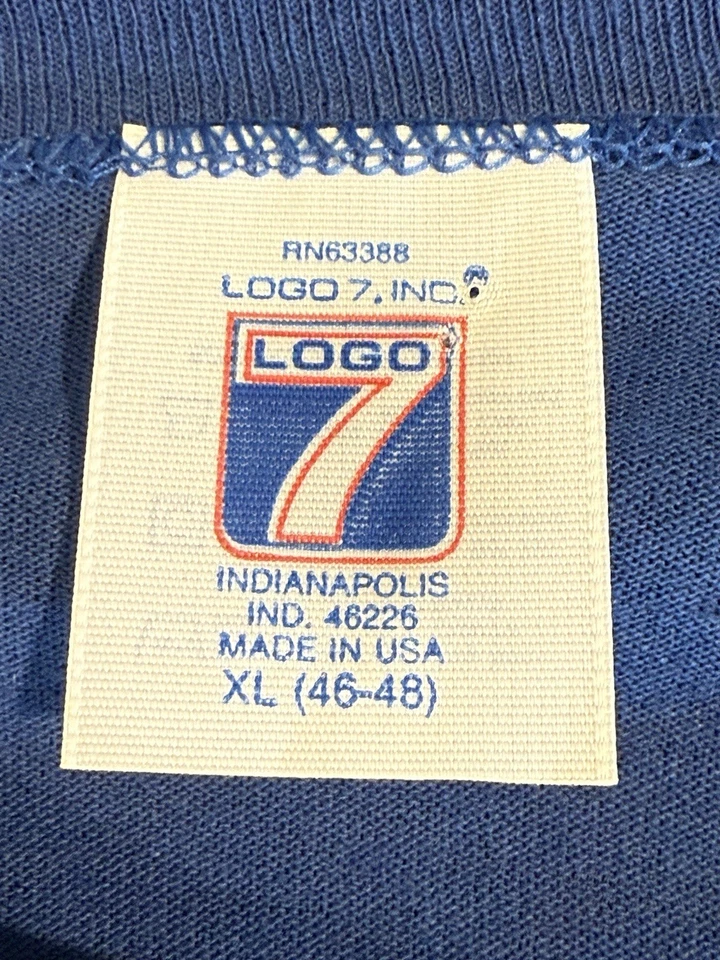 RN63388
LOGO 7, INC.
LOGO
7
INDIANAPOLIS
IND. 46226
MADE IN USA
XL (46-48)